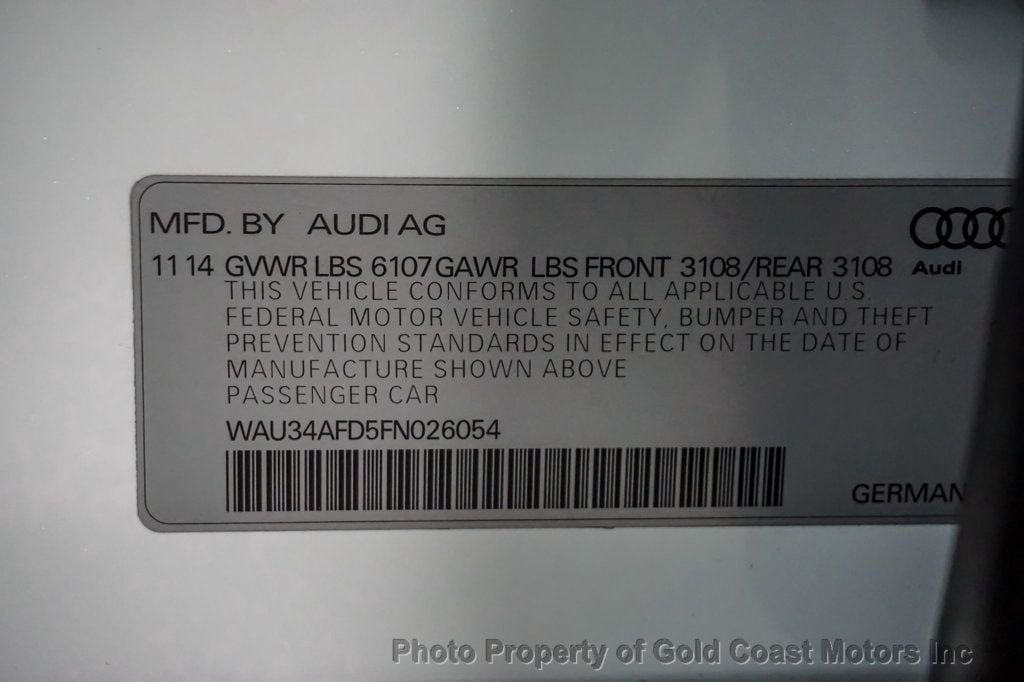 MFD. BY AUDI AG
11 14 GVWR LBS 6107 GAWR LBS FRONT 3108/REAR 3108 Audi
THIS VEHICLE CONFORMS TO ALL APPLICABLE U.S.
FEDERAL MOTOR VEHICLE SAFETY, BUMPER AND THEFT
PREVENTION STANDARDS IN EFFECT ON THE DATE OF
MANUFACTURE SHOWN ABOVE
PASSENGER CAR
WAU34AFD5FN026054
GERMAN
Photo Property of Gold Coast Motors Inc